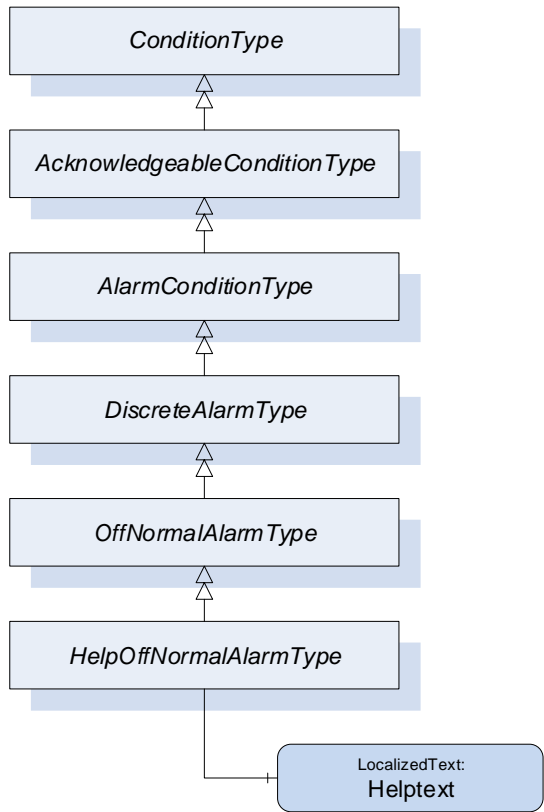 ConditionType
AcknowledgeableConditionType
AlarmConditionType
DiscreteAlarmType
OffNormalAlarmType
HelpOffNormalAlarmType
LocalizedText:
Helptext